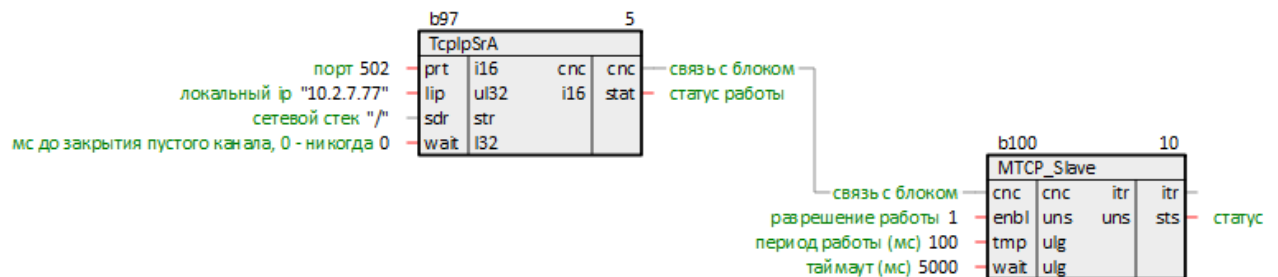 b97 5
TcpIpSrA
порт 502 prt i16 cnc cnc связь с блоком
локальный ip "10.2.7.77" lip ul32 i16 stat статус работы
сетевой стек "/" sdr str
мс до закрытия пустого канала, 0 - никогда 0 wait l32
b100 10
MTCP_Slave
связь с блоком cnc cnc itr itr
разрешение работы 1 enbl uns uns sts статус
период работы (мс) 100 tmp ulg
таймаут (мс) 5000 wait ulg